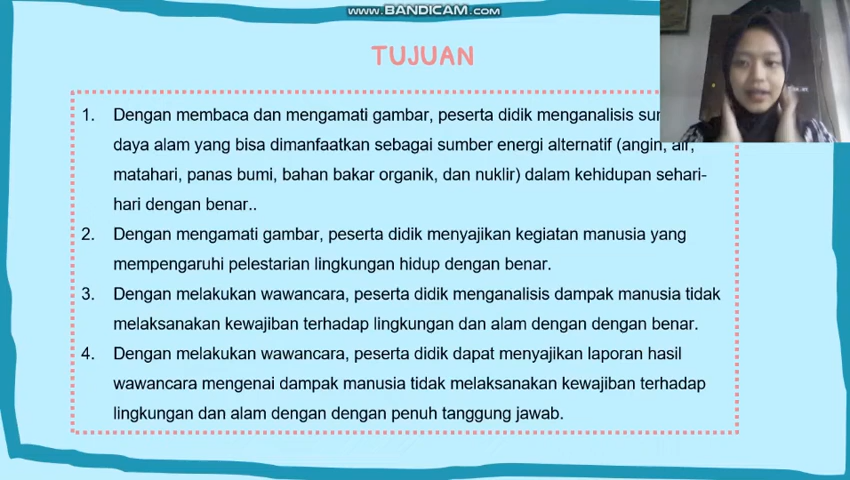 WWW.BANDICAM.COM
TUJUAN
1. Dengan membaca dan mengamati gambar, peserta didik menganalisis
daya alam yang bisa dimanfaatkan sebagai sumber energi alternatif (angin, air,
matahari, panas bumi, bahan bakar organik, dan nuklir) dalam kehidupan sehari-
hari dengan benar..
2. Dengan mengamati gambar, peserta didik menyajikan kegiatan manusia yang
mempengaruhi pelestarian lingkungan hidup dengan benar.
3. Dengan melakukan wawancara, peserta didik menganalisis dampak manusia tidak
melaksanakan kewajiban terhadap lingkungan dan alam dengan dengan benar.
4. Dengan melakukan wawancara, peserta didik dapat menyajikan laporan hasil
wawancara mengenai dampak manusia tidak melaksanakan kewajiban terhadap
lingkungan dan alam dengan dengan penuh tanggung jawab.